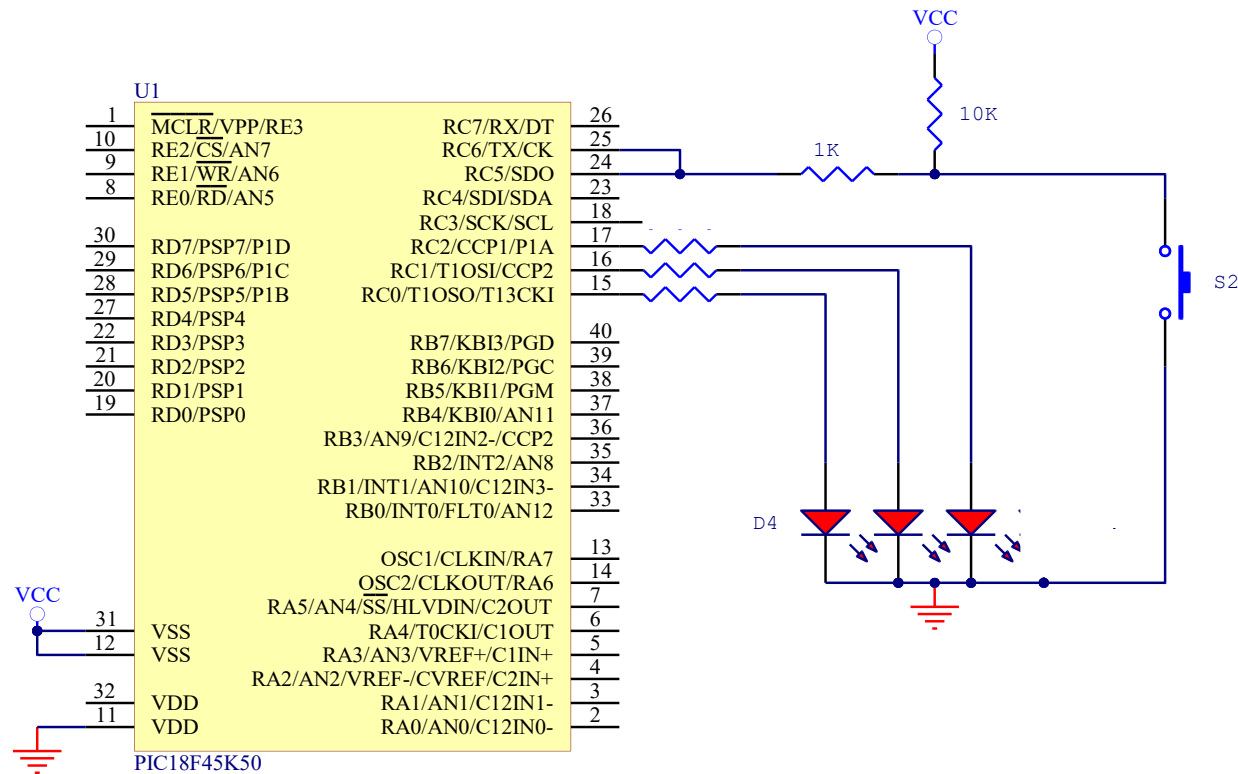 VCC
U1
10K
1K
S2
1 MCLR/VPP/RE3
10 RE2/CS/AN7
9 RE1/WR/AN6
8 RE0/RD/AN5
30 RD7/PSP7/P1D
29 RD6/PSP6/P1C
28 RD5/PSP5/P1B
27 RD4/PSP4
22 RD3/PSP3
21 RD2/PSP2
20 RD1/PSP1
19 RD0/PSP0
VCC
31 VSS
12 VSS
32 VDD
11 VDD
RC7/RX/DT 26
RC6/TX/CK 25
RC5/SDO 24
RC4/SDI/SDA 23
RC3/SCK/SCL 18
RC2/CCP1/P1A 17
RC1/T1OSI/CCP2 16
RC0/T1OSO/T13CKI 15
RB7/KBI3/PGD 40
RB6/KBI2/PGC 39
RB5/KBI1/PGM 38
RB4/KBI0/AN11 37
RB3/AN9/C12IN2-/CCP2 36
RB2/INT2/AN8 35
RB1/INT1/AN10/C12IN3- 34
RB0/INT0/FLT0/AN12 33
OSC1/CLKIN/RA7 13
OSC2/CLKOUT/RA6 14
RA5/AN4/SS/HLVDIN/C2OUT 7
RA4/T0CKI/C1OUT 6
RA3/AN3/VREF+/C1IN+ 5
RA2/AN2/VREF-/CVREF/C2IN+ 4
RA1/AN1/C12IN1- 3
RA0/AN0/C12IN0- 2
D4
PIC18F45K50